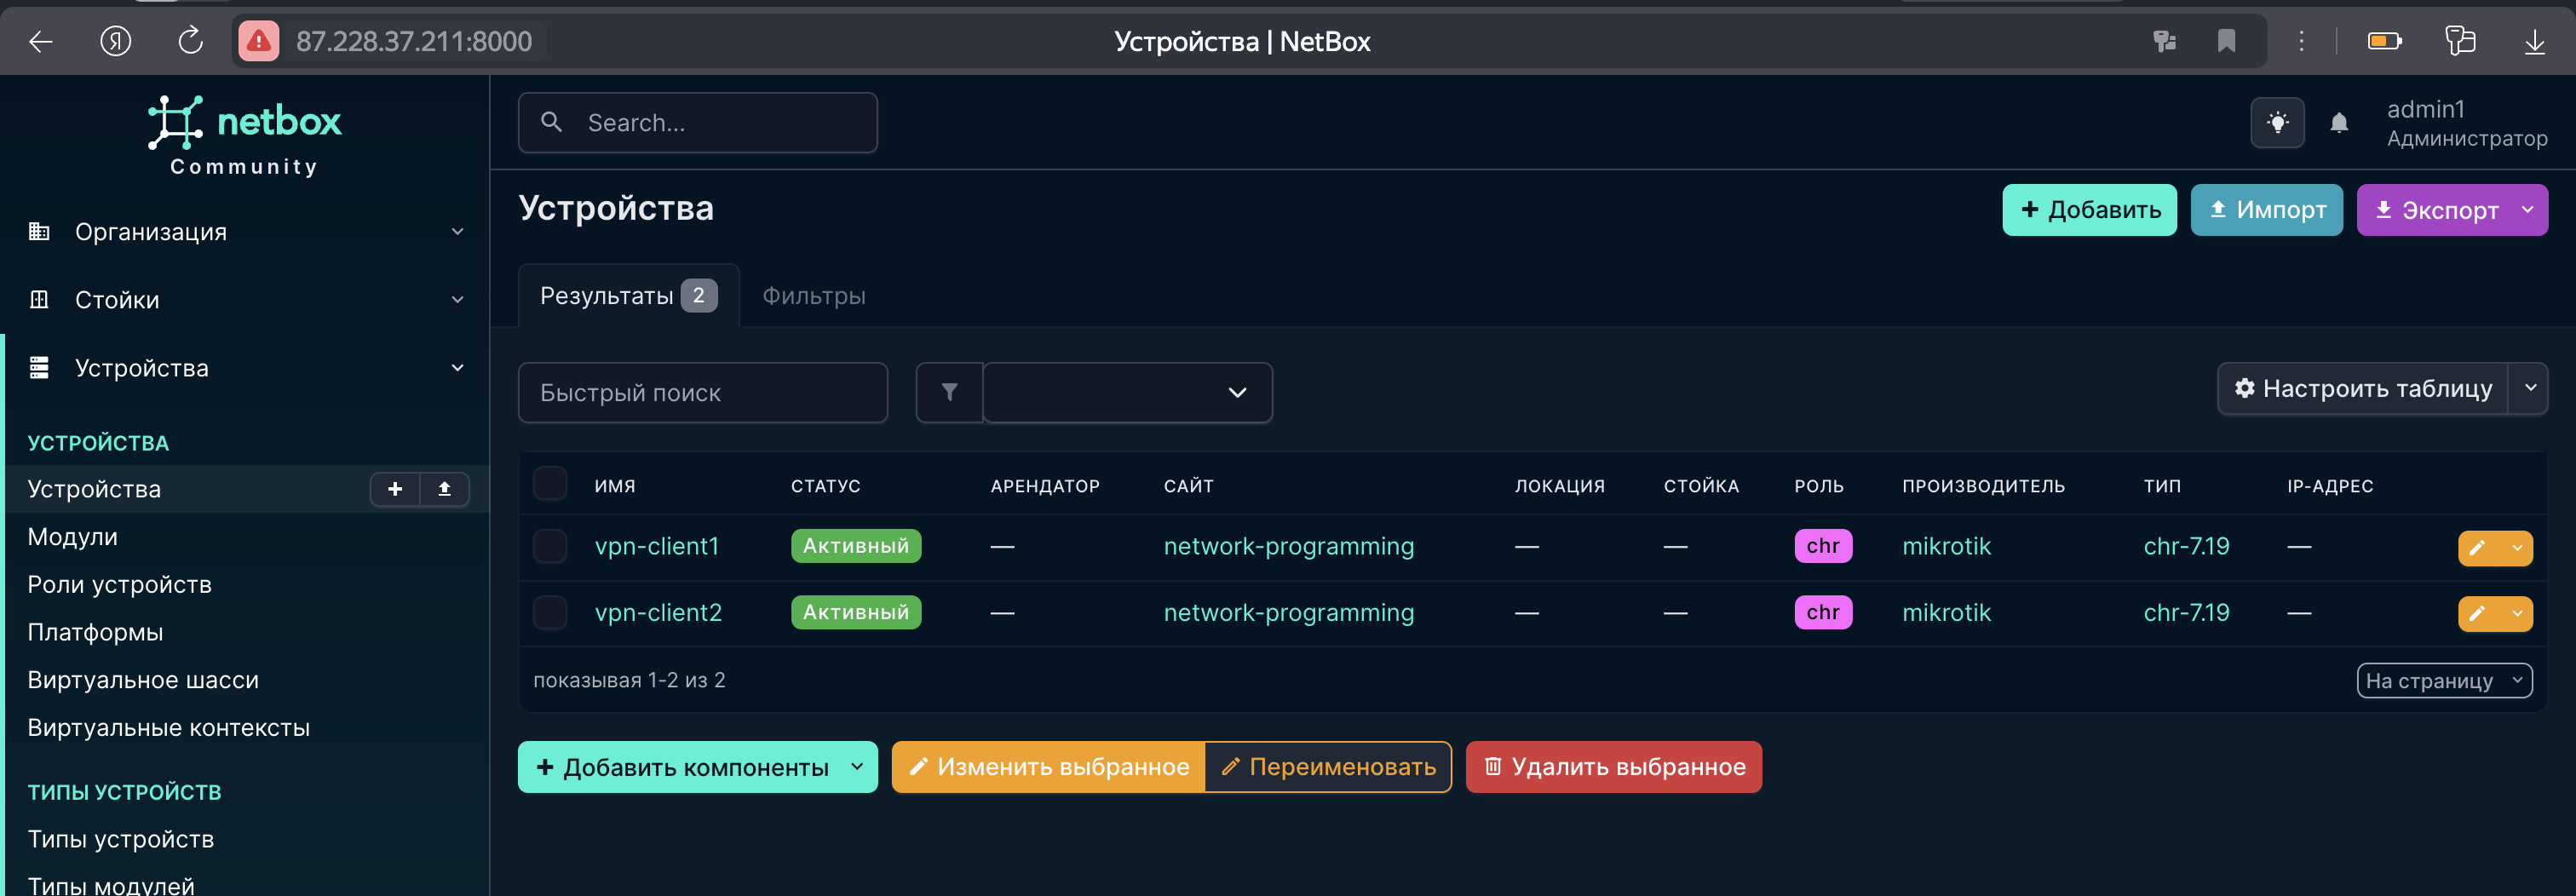 87.228.37.211:8000
Устройства | NetBox
netbox
Community
Search...
admin1
Администратор
Организация
Стойки
Устройства
УСТРОЙСТВА
Устройства
Модули
Роли устройств
Платформы
Виртуальное шасси
Виртуальные контексты
ТИПЫ УСТРОЙСТВ
Типы устройств
Типы модулей
Устройства
+ Добавить
Импорт
Экспорт
Результаты 2
Фильтры
Быстрый поиск
Настроить таблицу
ИМЯ СТАТУС АРЕНДАТОР САЙТ ЛОКАЦИЯ СТОЙКА РОЛЬ ПРОИЗВОДИТЕЛЬ ТИП IP-АДРЕС
vpn-client1 Активный — network-programming — — chr mikrotik chr-7.19 —
vpn-client2 Активный — network-programming — — chr mikrotik chr-7.19 —
показывая 1-2 из 2
На страницу
+ Добавить компоненты
Изменить выбранное
Переименовать
Удалить выбранное